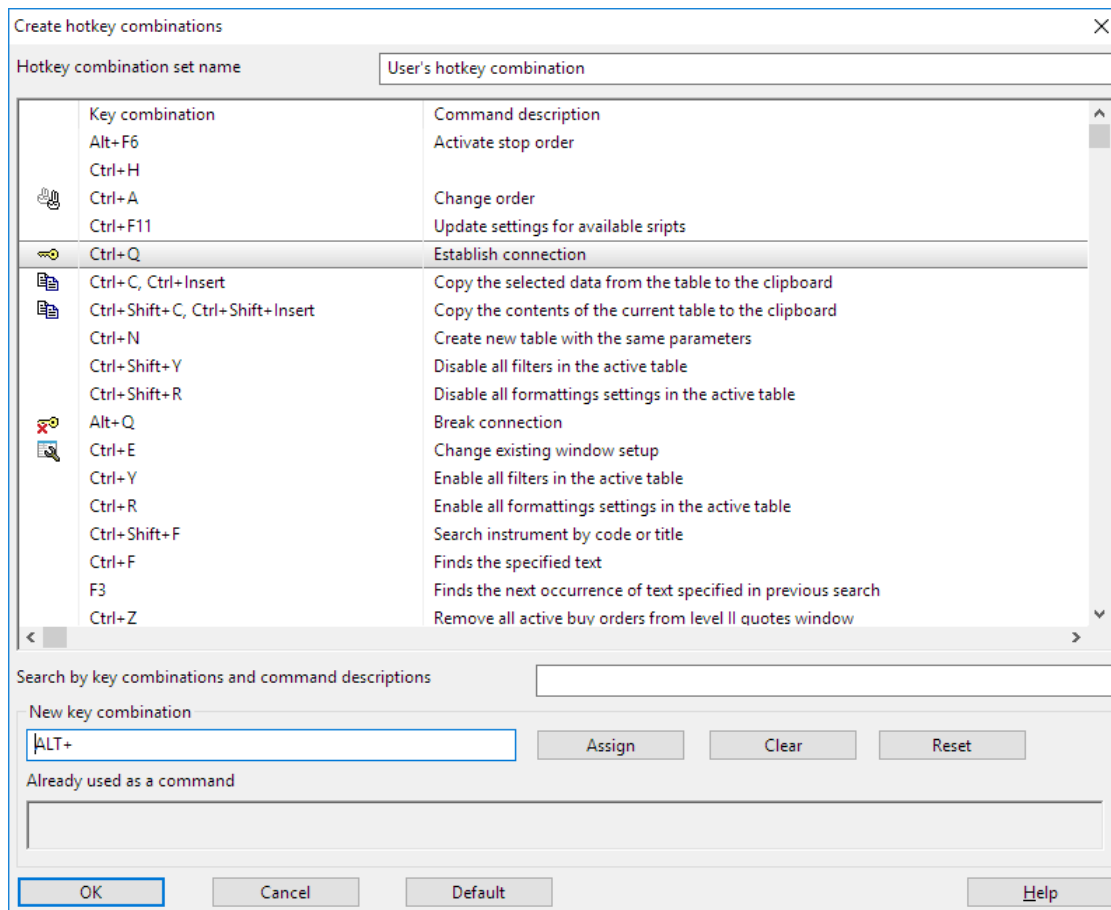 Create hotkey combinations
Hotkey combination set name User's hotkey combination
Key combination Command description
Alt+F6 Activate stop order
Ctrl+H
Ctrl+A Change order
Ctrl+F11 Update settings for available sripts
Ctrl+Q Establish connection
Ctrl+C, Ctrl+Insert Copy the selected data from the table to the clipboard
Ctrl+Shift+C, Ctrl+Shift+Insert Copy the contents of the current table to the clipboard
Ctrl+N Create new table with the same parameters
Ctrl+Shift+Y Disable all filters in the active table
Ctrl+Shift+R Disable all formattings settings in the active table
Alt+Q Break connection
Ctrl+E Change existing window setup
Ctrl+Y Enable all filters in the active table
Ctrl+R Enable all formattings settings in the active table
Ctrl+Shift+F Search instrument by code or title
Ctrl+F Finds the specified text
F3 Finds the next occurrence of text specified in previous search
Ctrl+Z Remove all active buy orders from level II quotes window
Search by key combinations and command descriptions
New key combination
ALT+ Assign Clear Reset
Already used as a command
OK Cancel Default Help